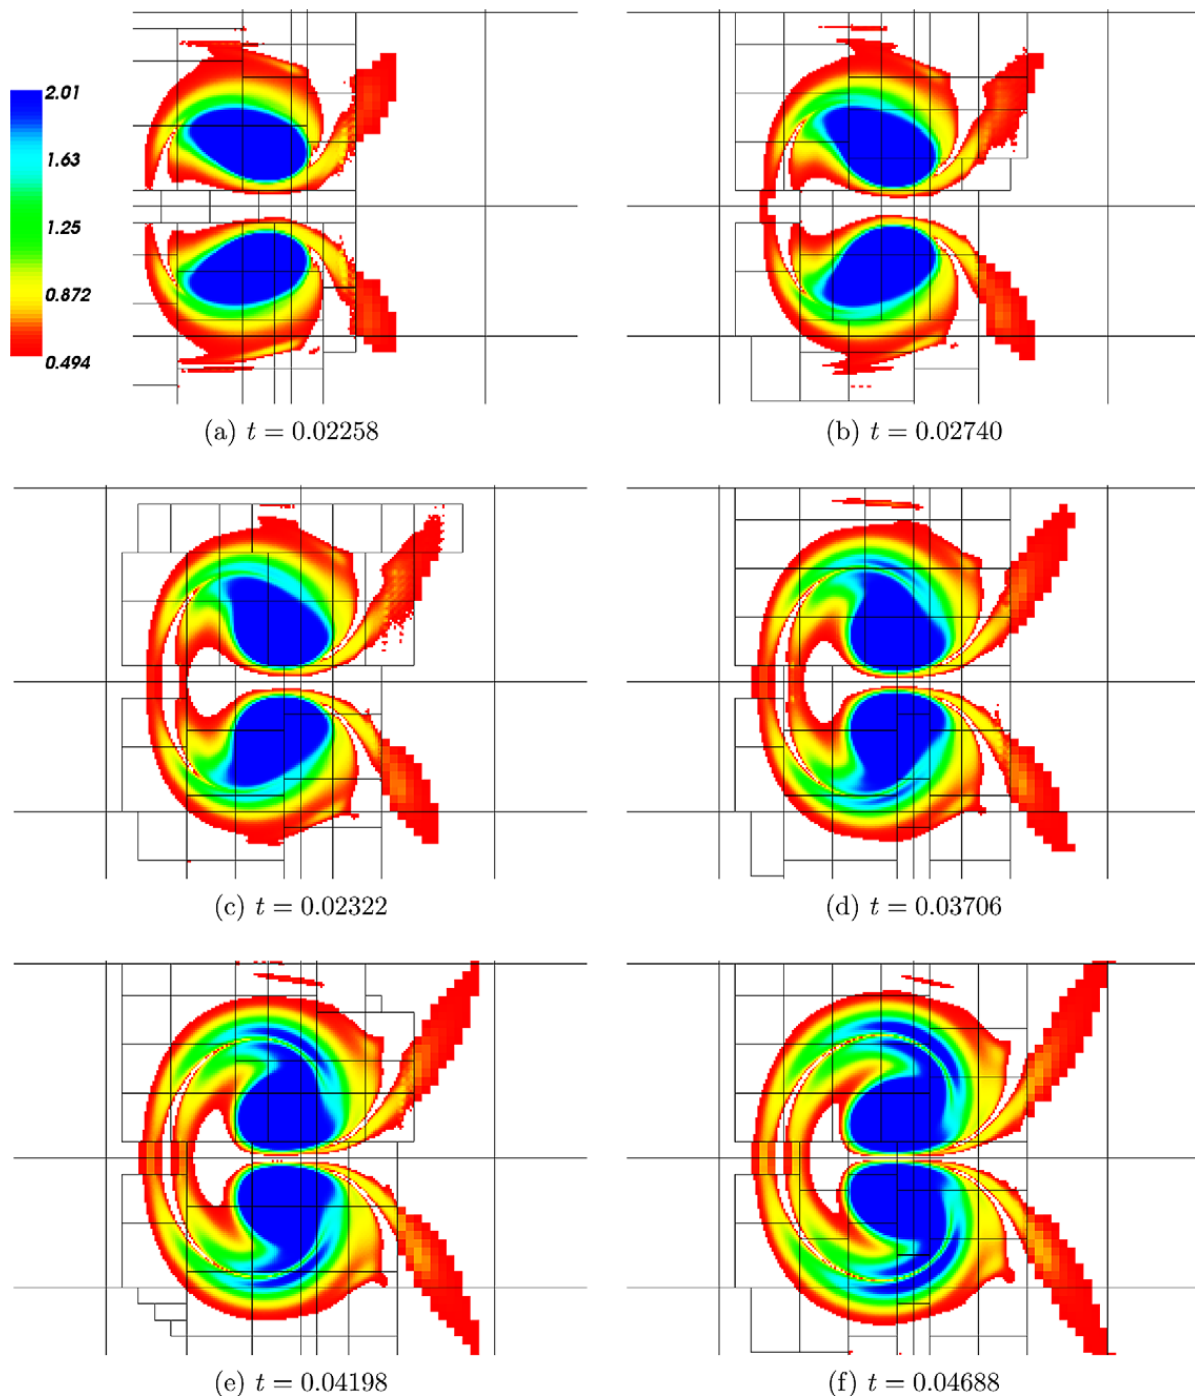 2.01
1.63
1.25
0.872
0.494
(a) t = 0.02258
(b) t = 0.02740
(c) t = 0.02322
(d) t = 0.03706
(e) t = 0.04198
(f) t = 0.04688